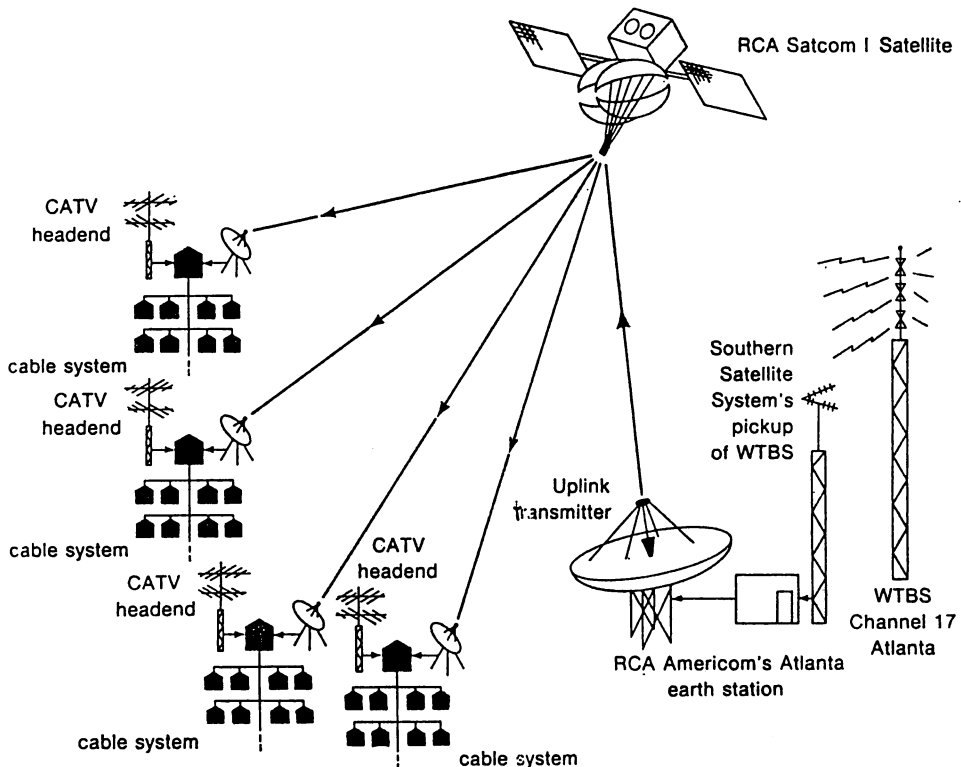 RCA Satcom I Satellite
CATV
headend
cable system
CATV
headend
cable system
CATV
headend
cable system
CATV
headend
cable system
Uplink
transmitter
Southern
Satellite
System's
pickup
of WTBS
WTBS
Channel 17
Atlanta
RCA Americom's Atlanta
earth station